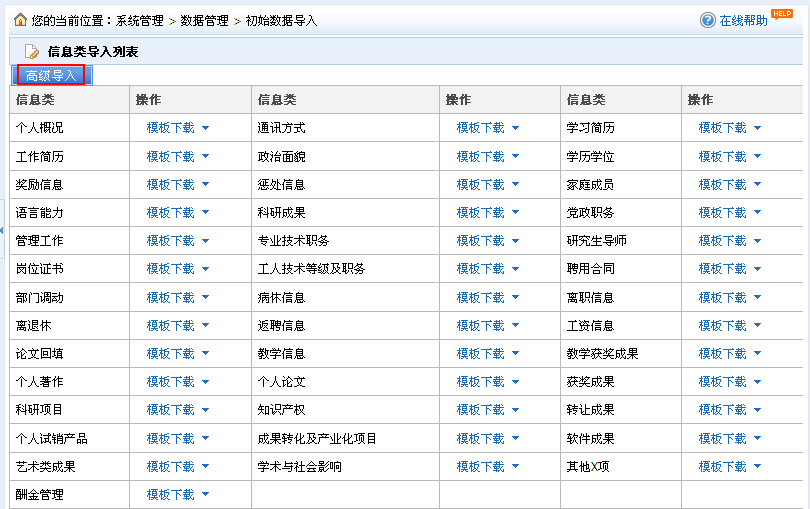 您的当前位置：系统管理 > 数据管理 > 初始数据导入 在线帮助 HELP
信息类导入列表
高级导入
信息类 操作 信息类 操作 信息类 操作
个人概况 模板下载 通讯方式 模板下载 学习简历 模板下载
工作简历 模板下载 政治面貌 模板下载 学历学位 模板下载
奖励信息 模板下载 惩处信息 模板下载 家庭成员 模板下载
语言能力 模板下载 科研成果 模板下载 党政职务 模板下载
管理工作 模板下载 专业技术职务 模板下载 研究生导师 模板下载
岗位证书 模板下载 工人技术等级及职务 模板下载 聘用合同 模板下载
部门调动 模板下载 病休信息 模板下载 离职信息 模板下载
离退休 模板下载 返聘信息 模板下载 工资信息 模板下载
论文回填 模板下载 教学信息 模板下载 教学获奖成果 模板下载
个人著作 模板下载 个人论文 模板下载 获奖成果 模板下载
科研项目 模板下载 知识产权 模板下载 转让成果 模板下载
个人试销产品 模板下载 成果转化及产业化项目 模板下载 软件成果 模板下载
艺术类成果 模板下载 学术与社会影响 模板下载 其他X项 模板下载
酬金管理 模板下载